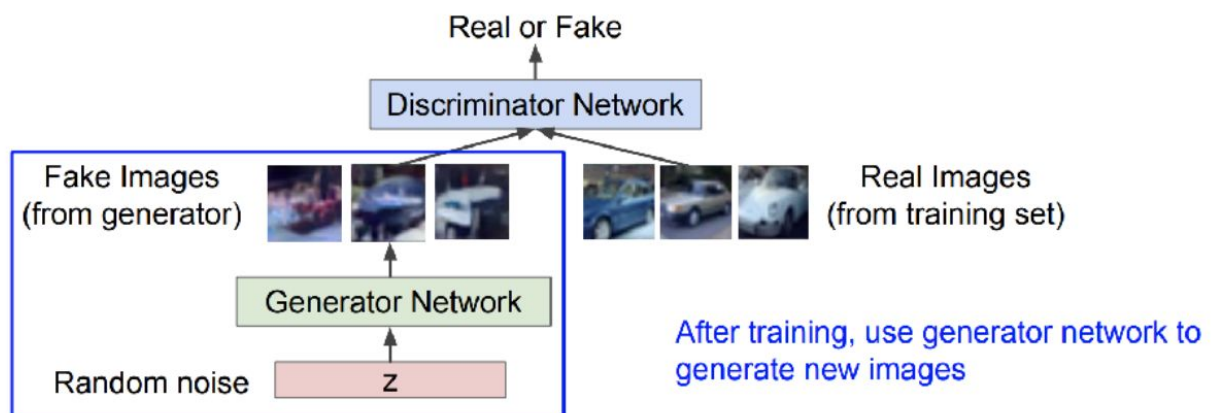 Real or Fake
Discriminator Network
Fake Images
(from generator)
Real Images
(from training set)
Generator Network
Random noise
z
After training, use generator network to
generate new images